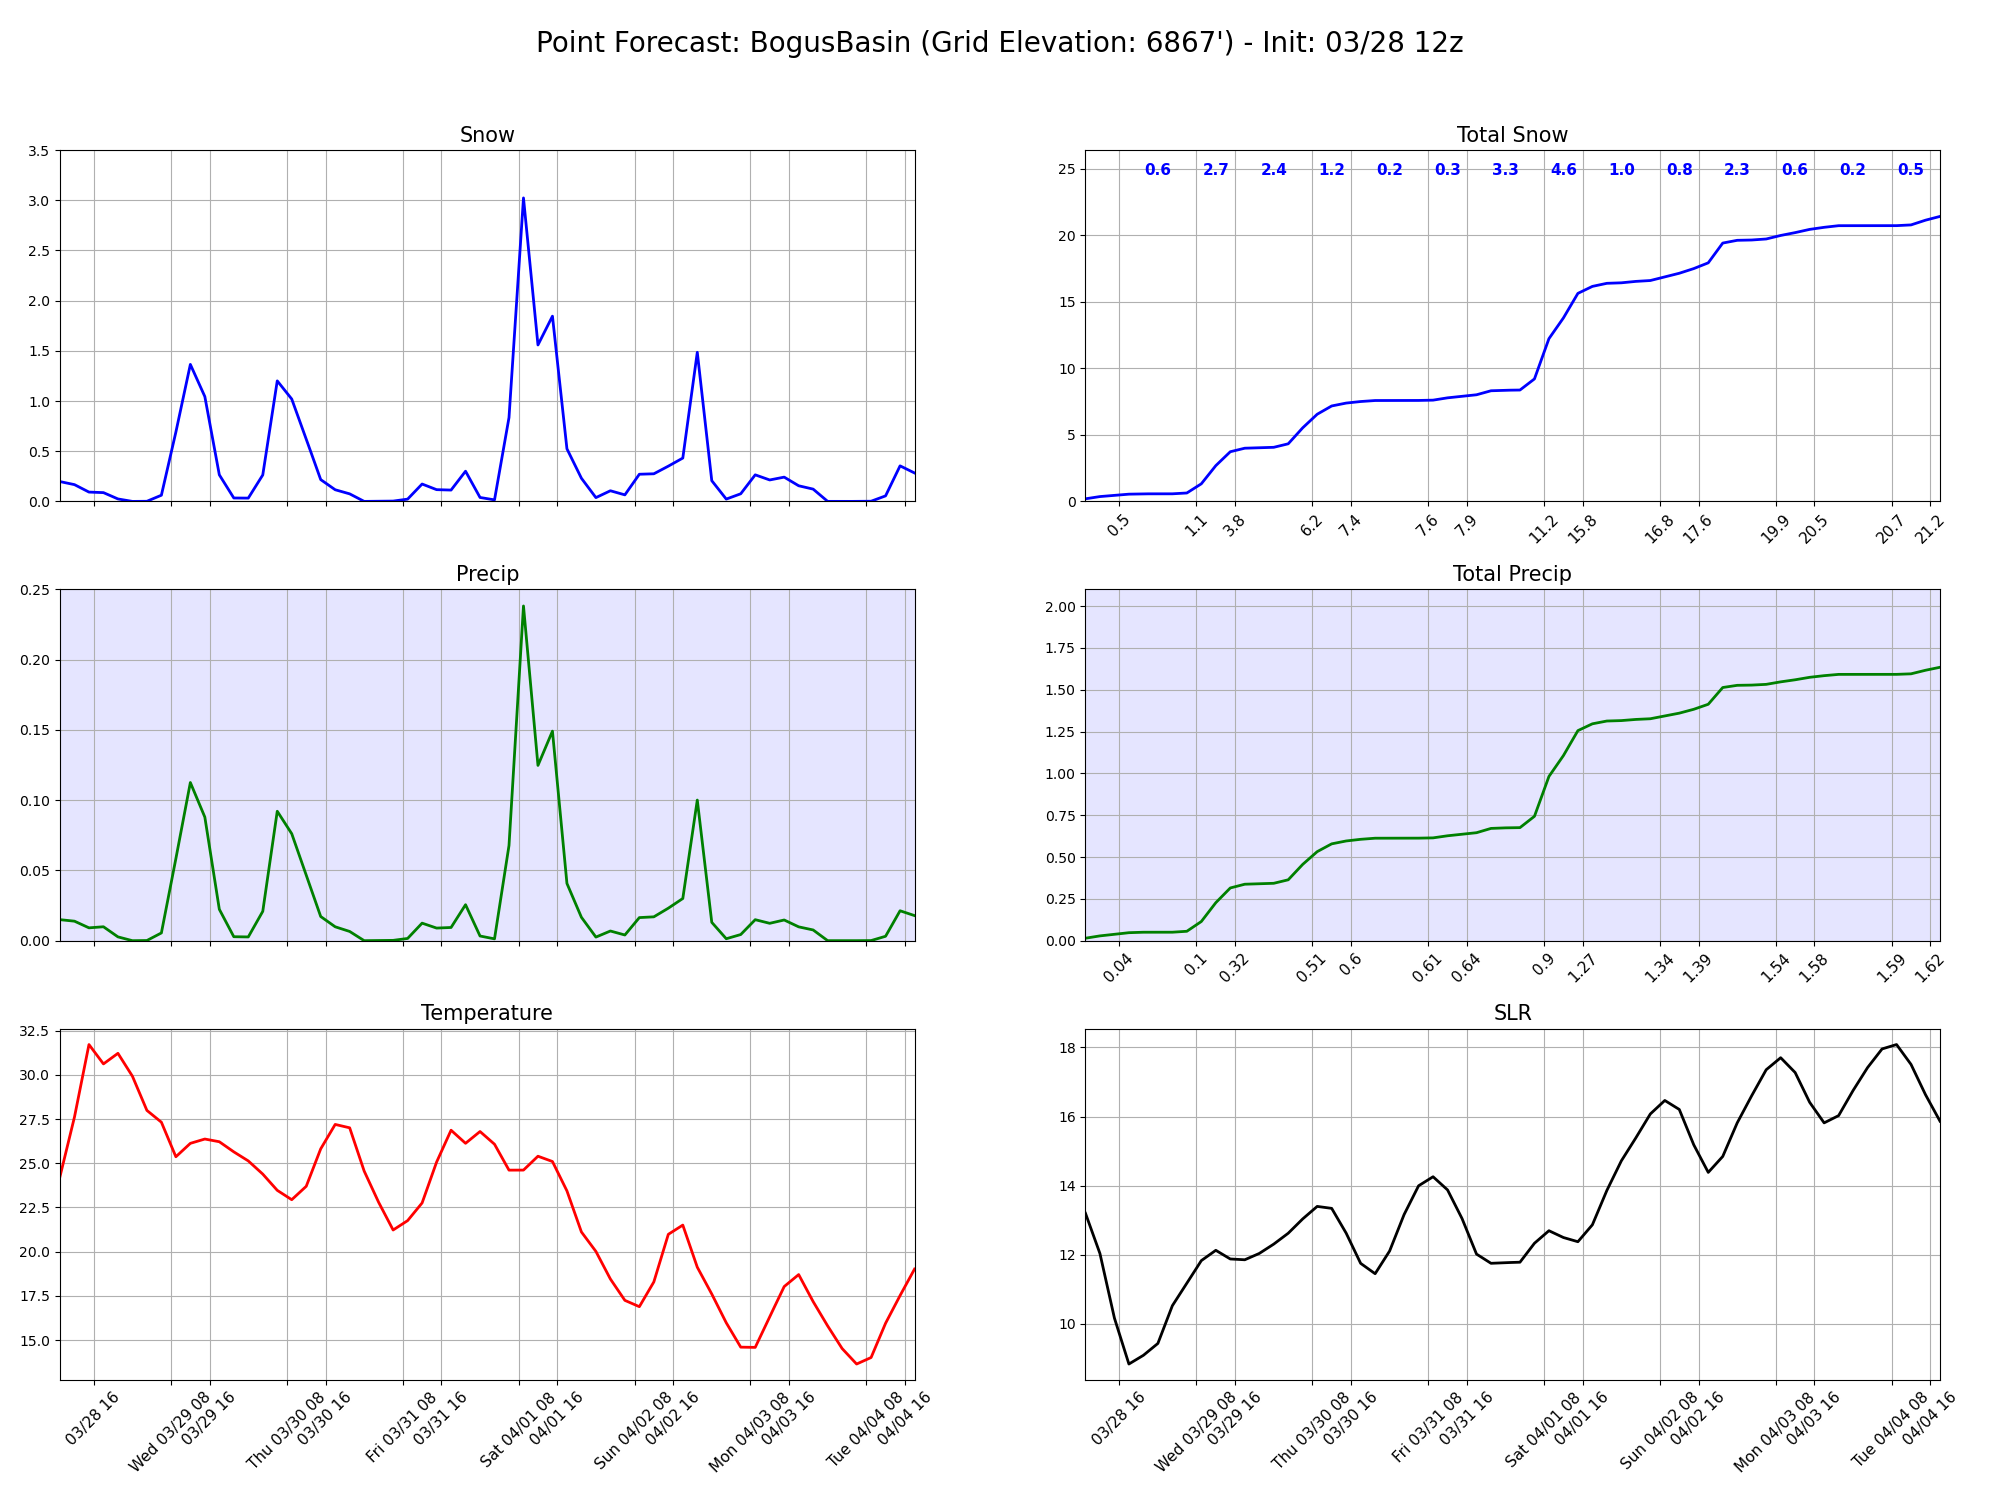 Point Forecast: BogusBasin (Grid Elevation: 6867') - Init: 03/28 12z
Snow
3.5
3.0
2.5
2.0
1.5
1.0
0.5
0.0
Total Snow
0.6 2.7 2.4 1.2 0.2 0.3 3.3 4.6 1.0 0.8 2.3 0.6 0.2 0.5
25
20
15
10
5
0
0.5 1.1 3.8 6.2 7.4 7.6 7.9 11.2 15.8 16.8 17.6 19.9 20.5 20.7 21.2
Precip
0.25
0.20
0.15
0.10
0.05
0.00
Total Precip
2.00
1.75
1.50
1.25
1.00
0.75
0.50
0.25
0.00
0.04 0.1 0.32 0.51 0.6 0.61 0.64 0.9 1.27 1.34 1.39 1.54 1.58 1.59 1.62
Temperature
32.5
30.0
27.5
25.0
22.5
20.0
17.5
15.0
03/28 16
Wed 03/29 08
03/29 16
Thu 03/30 08
03/30 16
Fri 03/31 08
03/31 16
Sat 04/01 08
04/01 16
Sun 04/02 08
04/02 16
Mon 04/03 08
04/03 16
Tue 04/04 08
04/04 16
SLR
18
16
14
12
10
03/28 16
Wed 03/29 08
03/29 16
Thu 03/30 08
03/30 16
Fri 03/31 08
03/31 16
Sat 04/01 08
04/01 16
Sun 04/02 08
04/02 16
Mon 04/03 08
04/03 16
Tue 04/04 08
04/04 16